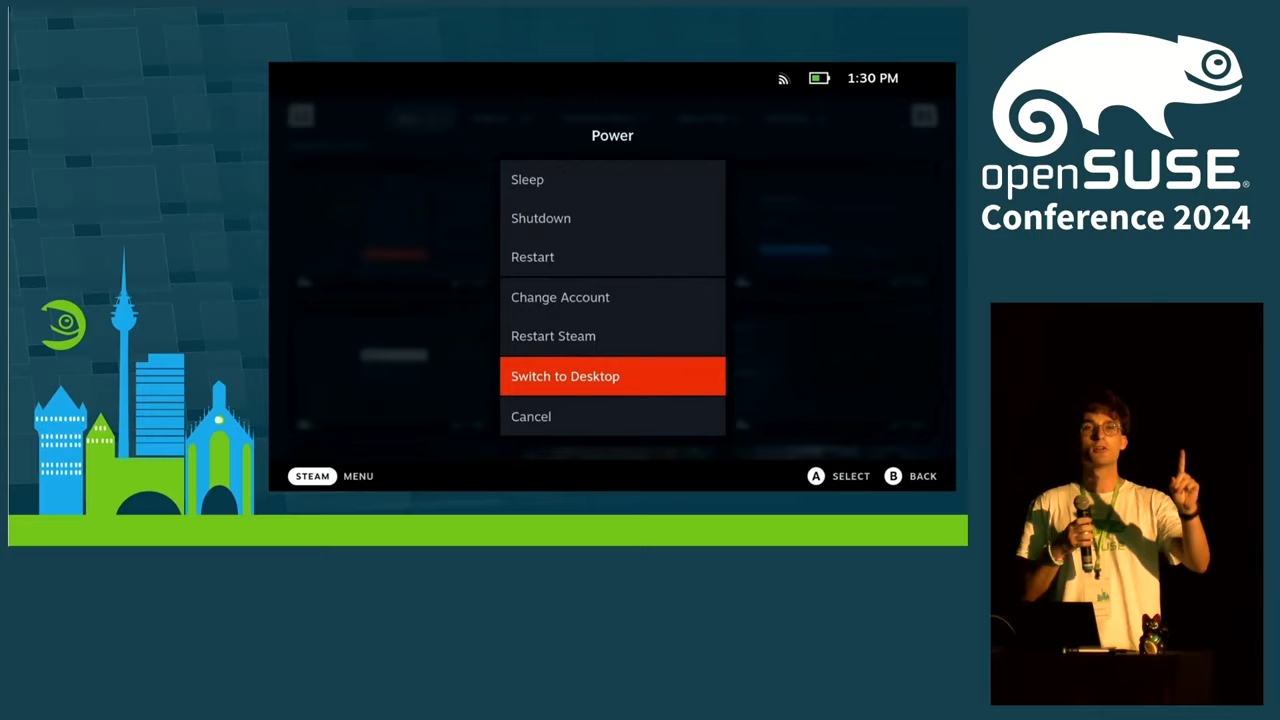 1:30 PM
Power
Sleep
Shutdown
Restart
Change Account
Restart Steam
Switch to Desktop
Cancel
STEAM MENU
A SELECT B BACK
openSUSE®
Conference 2024